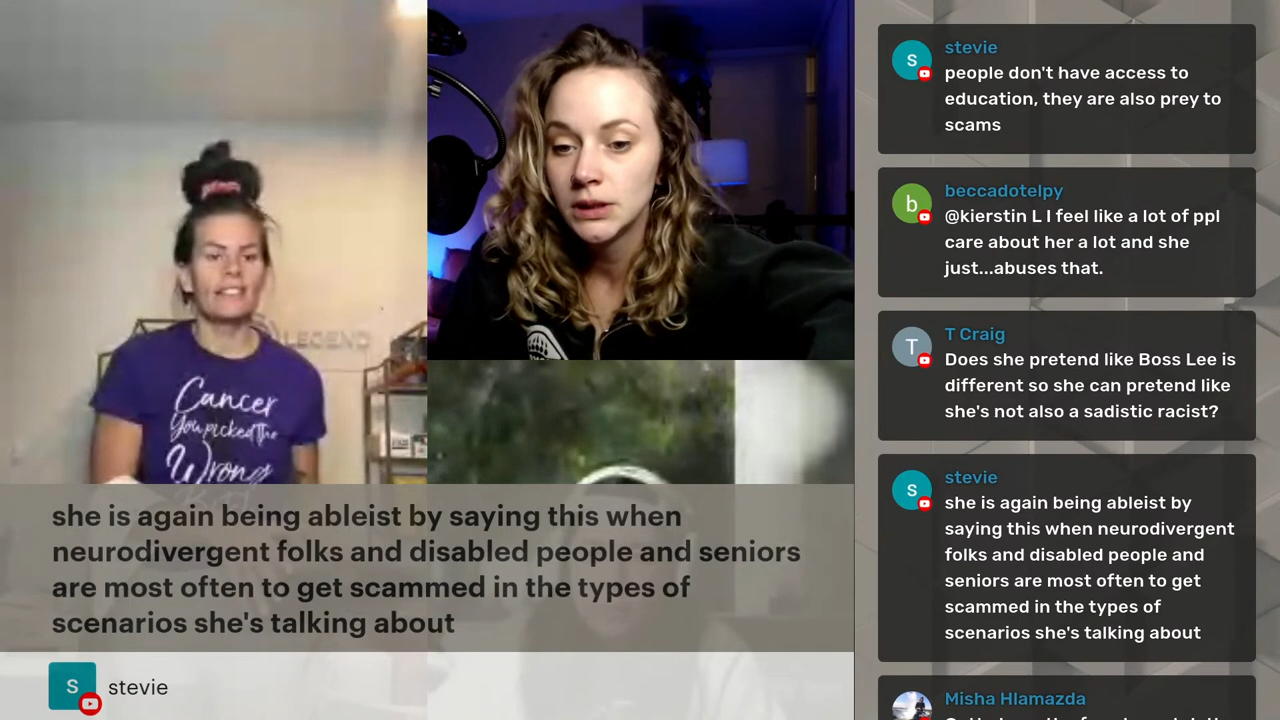 LEGEND
Cancer
You picked the
Wrong
she is again being ableist by saying this when
neurodivergent folks and disabled people and seniors
are most often to get scammed in the types of
scenarios she's talking about
s
stevie
s
stevie
people don't have access to
education, they are also prey to
scams
b
beccadotelpy
@kierstin L I feel like a lot of ppl
care about her a lot and she
just...abuses that.
T
T Craig
Does she pretend like Boss Lee is
different so she can pretend like
she's not also a sadistic racist?
s
stevie
she is again being ableist by
saying this when neurodivergent
folks and disabled people and
seniors are most often to get
scammed in the types of
scenarios she's talking about
Misha Hlamazda